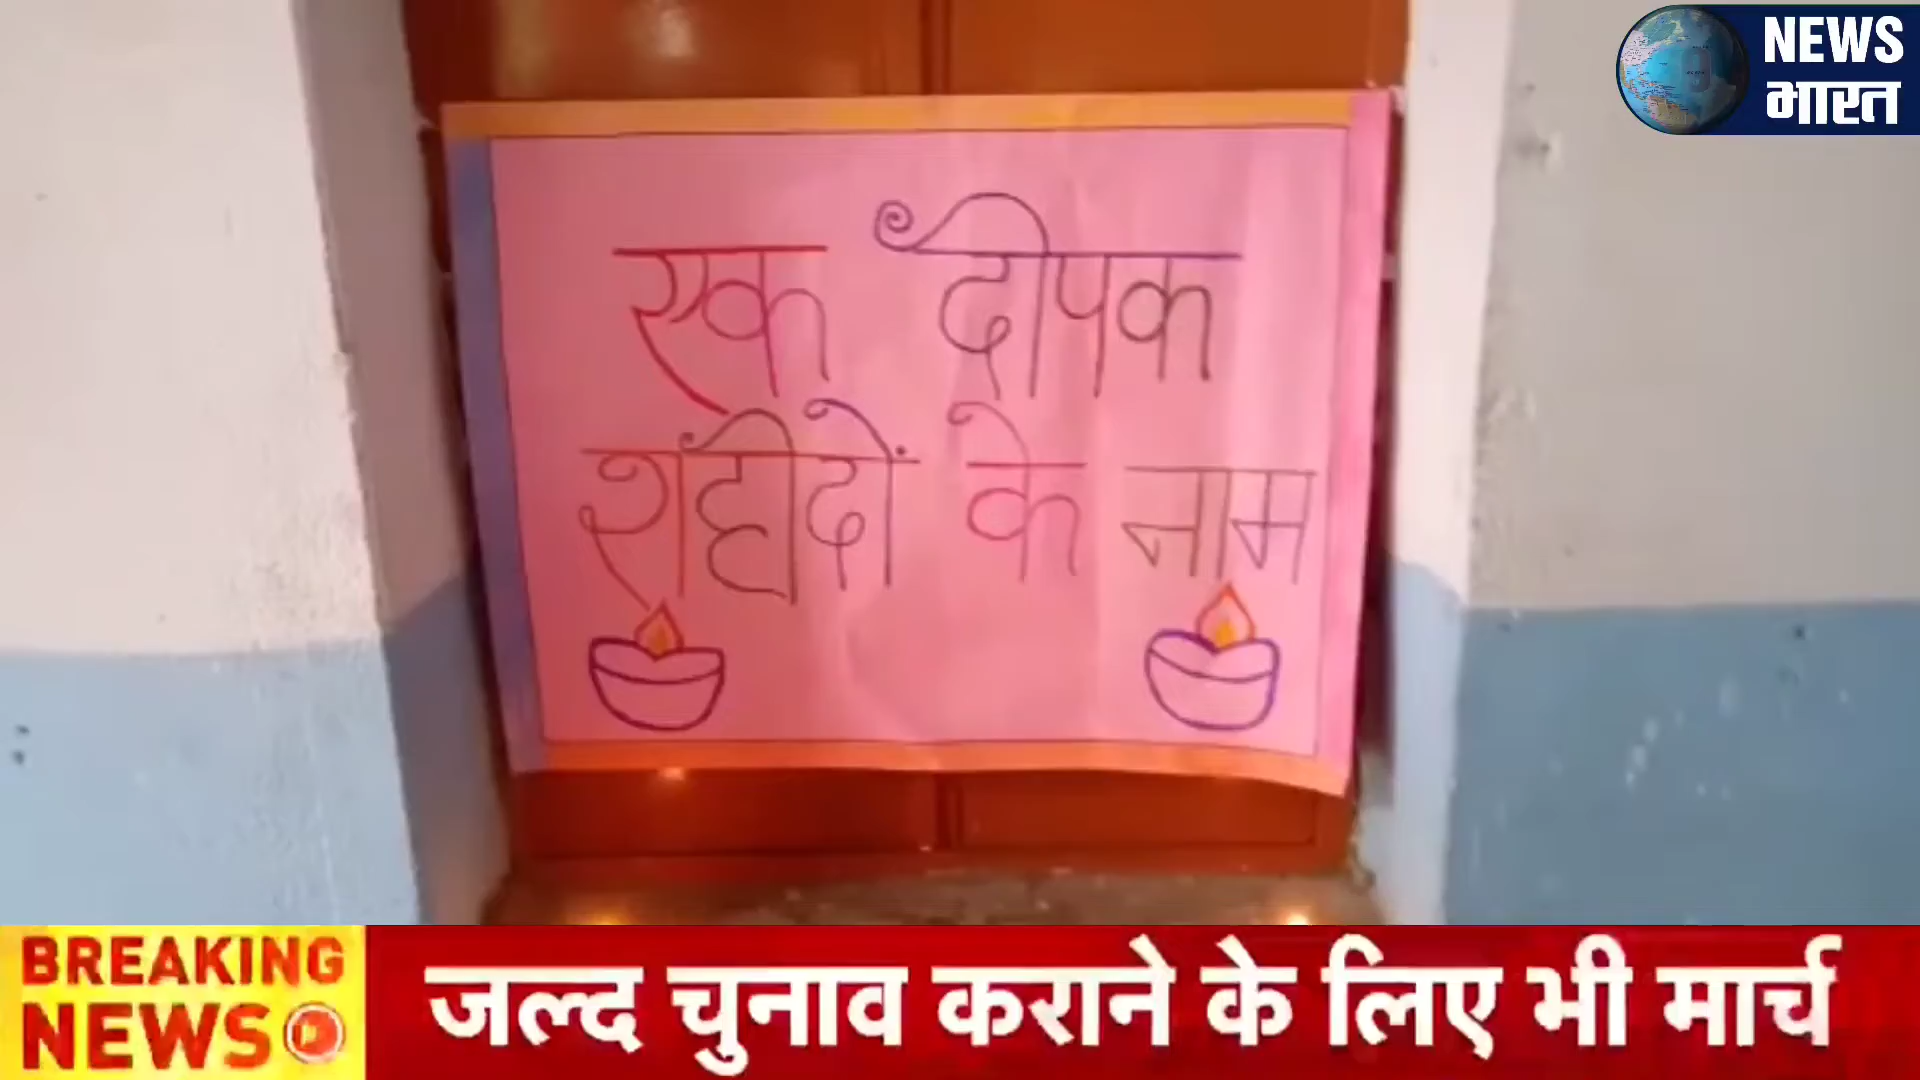 NEWS
भारत
एक दीपक
शहीदों के नाम
BREAKING
NEWS
जल्द चुनाव कराने के लिए भी मार्च